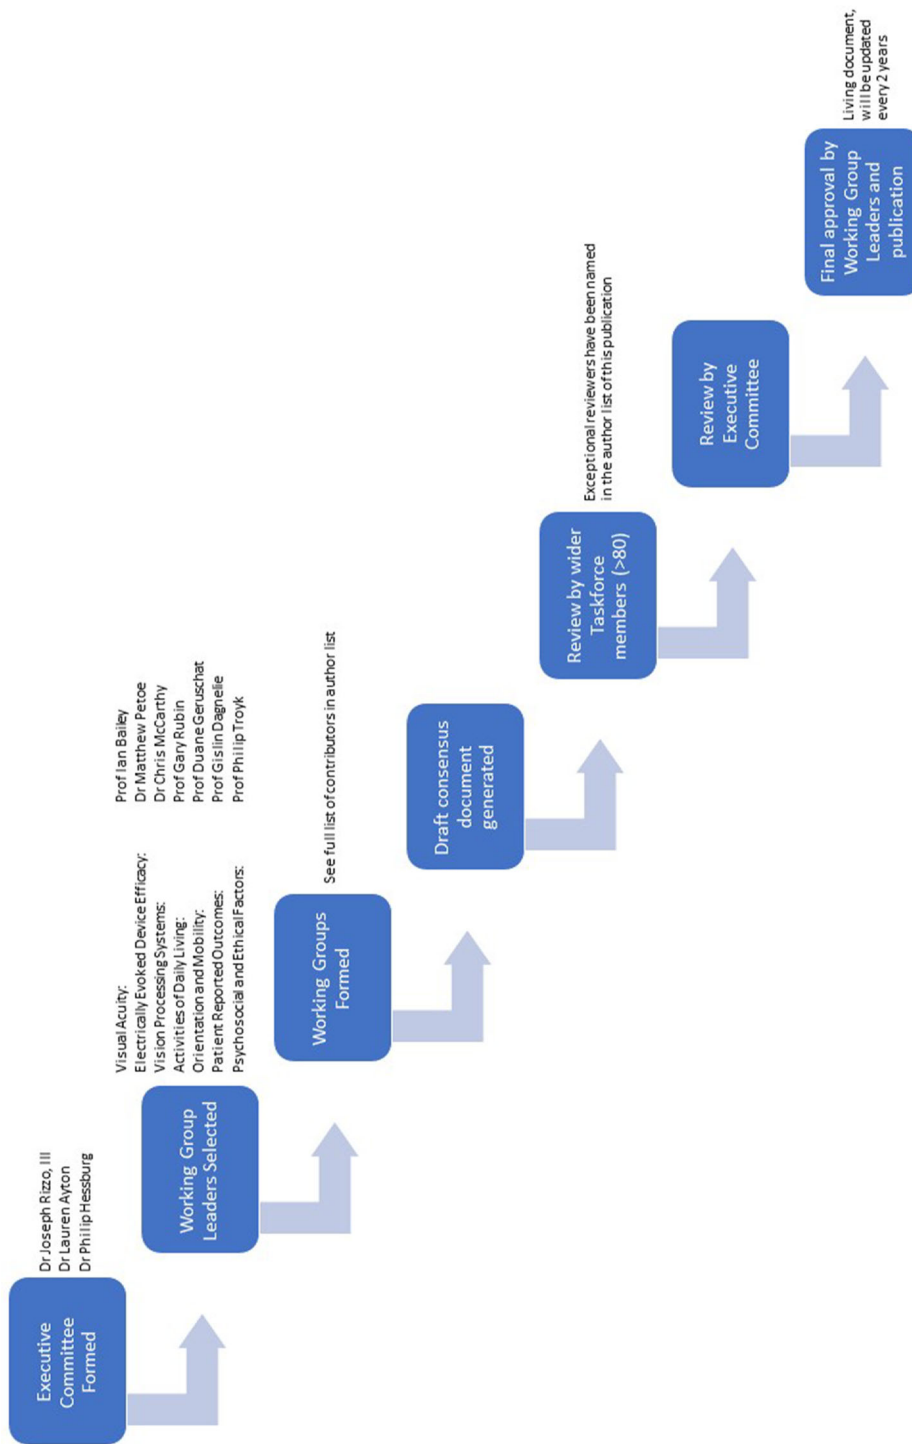 Executive
Committee
Formed
Dr Joseph Rizzo, III
Dr Lauren Ayton
Dr Philip Hessburg
Working Group
Leaders Selected
Visual Acuity: Prof Ian Bailey
Electrically Evoked Device Efficacy: Dr Matthew Petoe
Vision Processing Systems: Dr Chris McCarthy
Activities of Daily Living: Prof Gary Rubin
Orientation and Mobility: Prof Duane Geruschat
Patient Reported Outcomes: Prof Gislin Dagnelie
Psychosocial and Ethical Factors: Prof Philip Troyk
Working Groups
Formed
See full list of contributors in author list
Draft consensus
document
generated
Review by wider
Taskforce
members (>80)
Exceptional reviewers have been named
in the author list of this publication
Review by
Executive
Committee
Final approval by
Working Group
Leaders and
publication
Living document,
will be updated
every 2 years